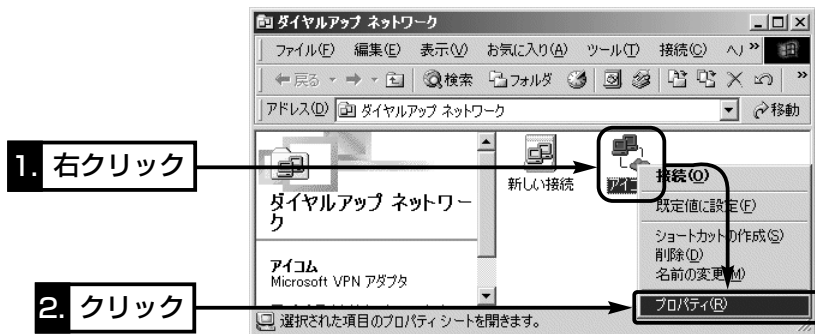 ダイヤルアップ ネットワーク
ファイル(F) 編集(E) 表示(V) お気に入り(A) ツール(T) 接続(C) ヘ »
戻る 検索 フォルダ »
アドレス(D) ダイヤルアップ ネットワーク 移動
1. 右クリック
ダイヤルアップ ネットワー
ク
アイコム
Microsoft VPN アダプタ
新しい接続
接続(O)
既定値に設定(F)
ショートカットの作成(S)
削除(D)
名前の変更(M)
プロパティ(R)
2. クリック
選択された項目のプロパティ シートを開きます。